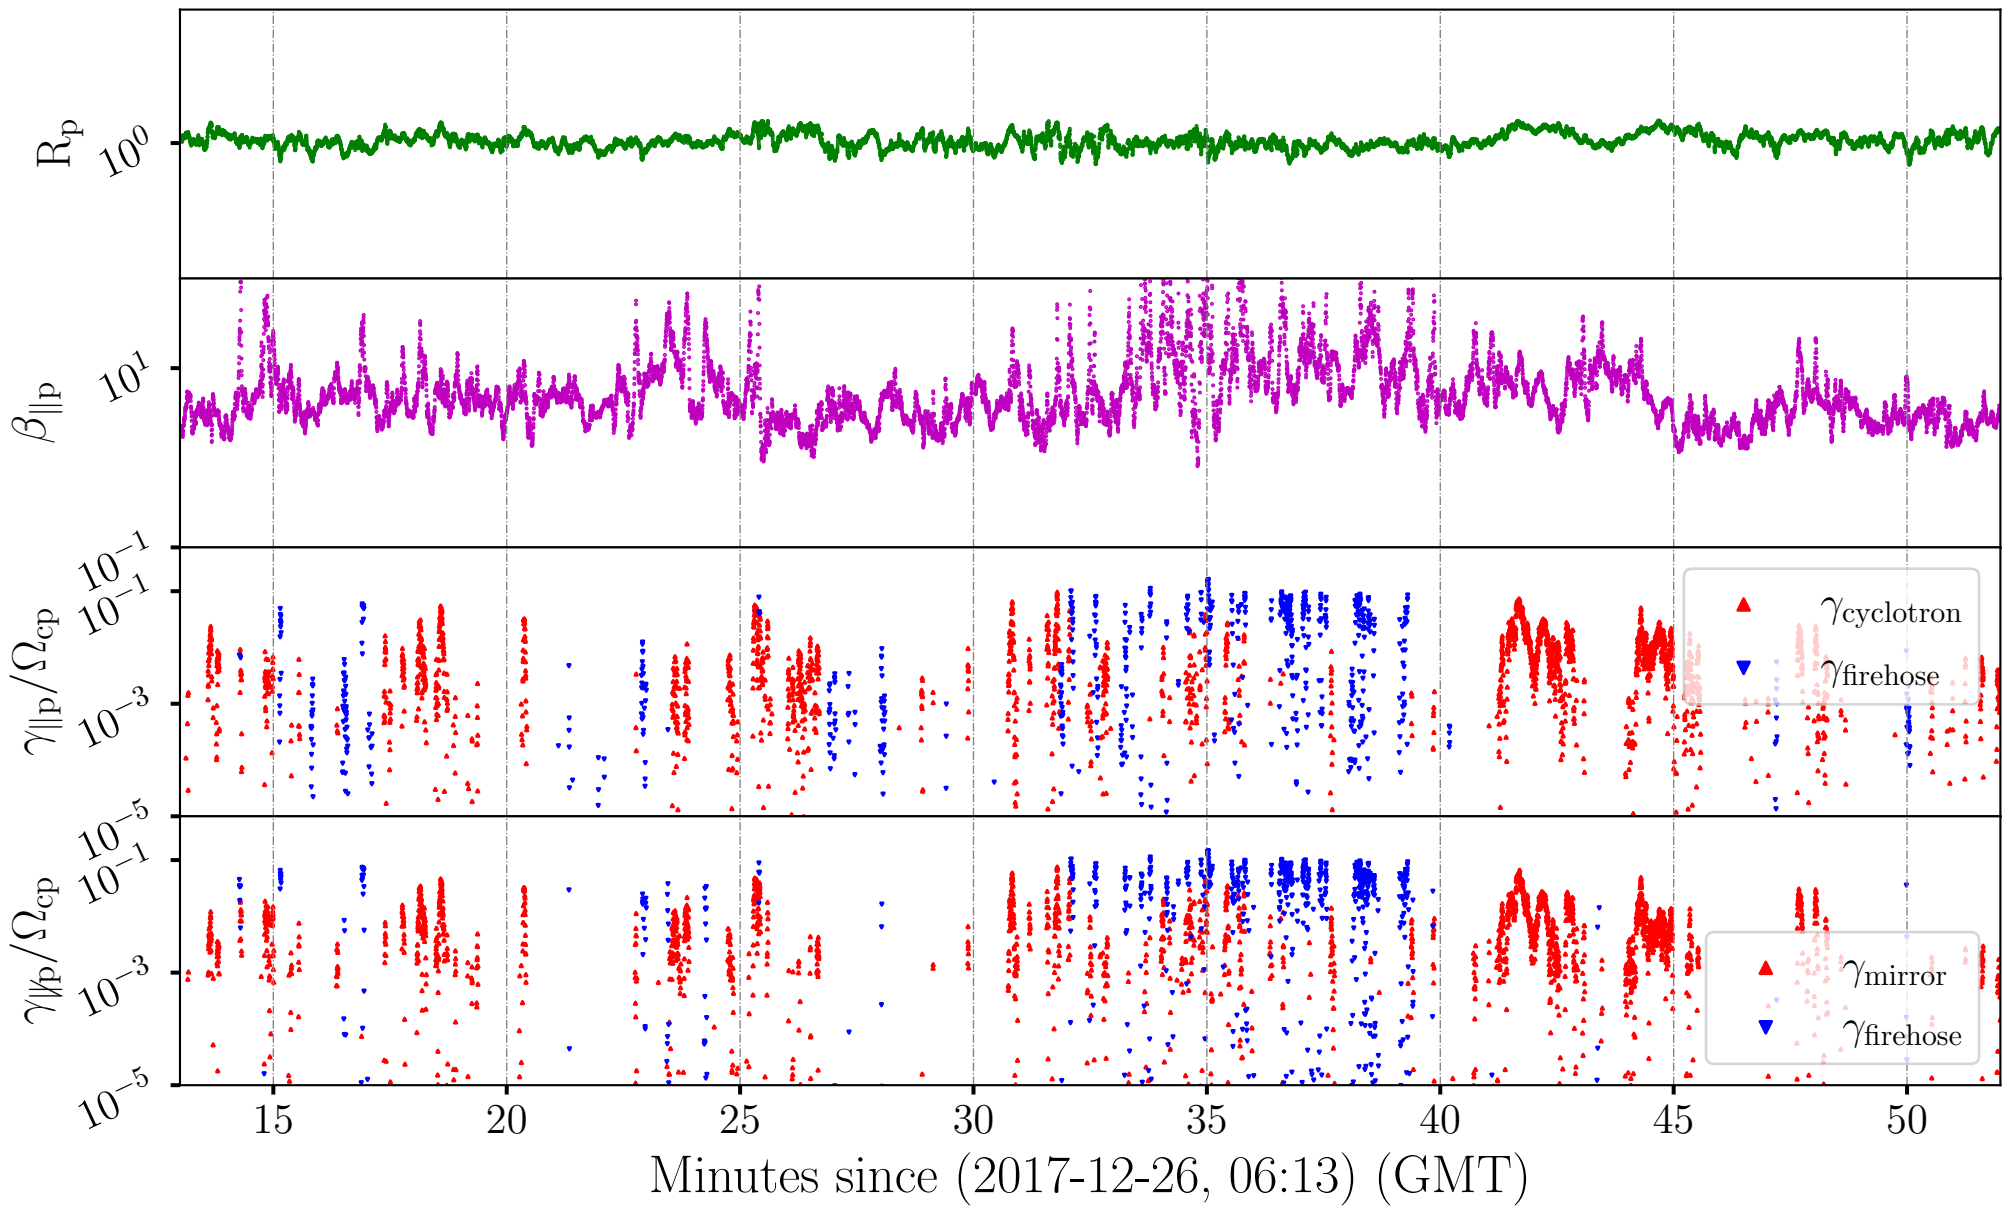 R_p
10^0
β_∥p
10^1
10^−1
γ_∥p/Ω_cp
10^−1
10^−3
10^−5
γ_cyclotron
γ_firehose
γ_∦p/Ω_cp
10^−1
10^−1
10^−3
10^−5
γ_mirror
γ_firehose
15 20 25 30 35 40 45 50
Minutes since (2017-12-26, 06:13) (GMT)